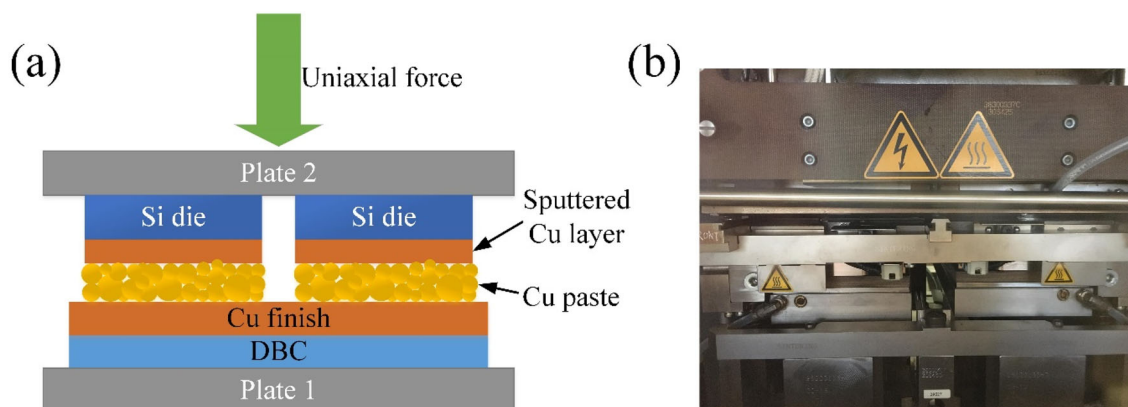 (a)
Uniaxial force
Plate 2
Si die
Si die
Sputtered
Cu layer
Cu paste
Cu finish
DBC
Plate 1
(b)